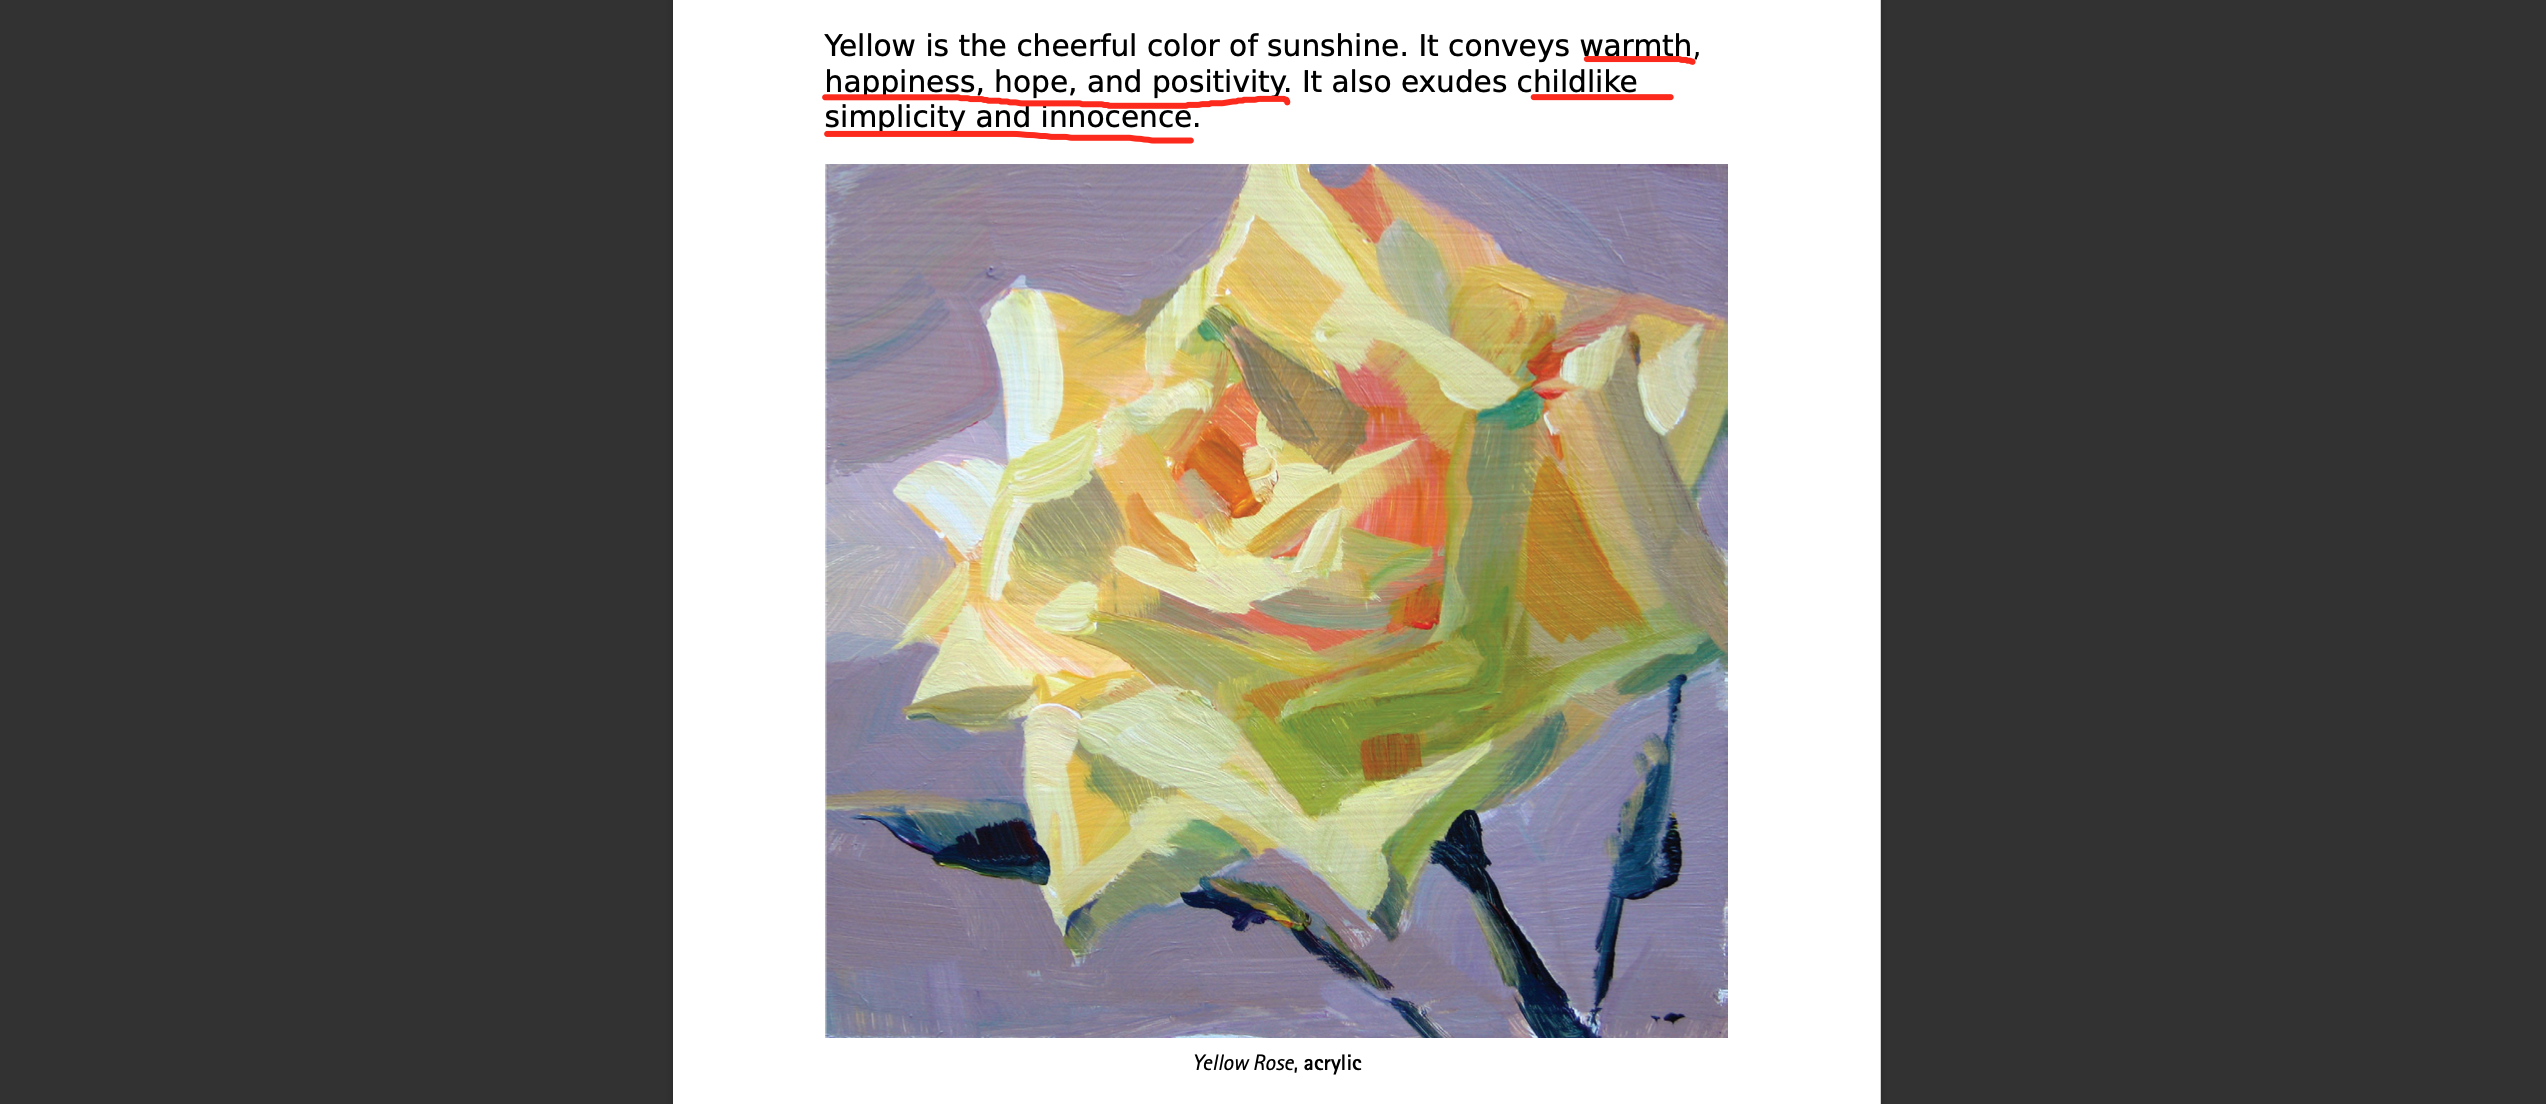 Yellow is the cheerful color of sunshine. It conveys warmth,
happiness, hope, and positivity. It also exudes childlike
simplicity and innocence.
Yellow Rose, acrylic